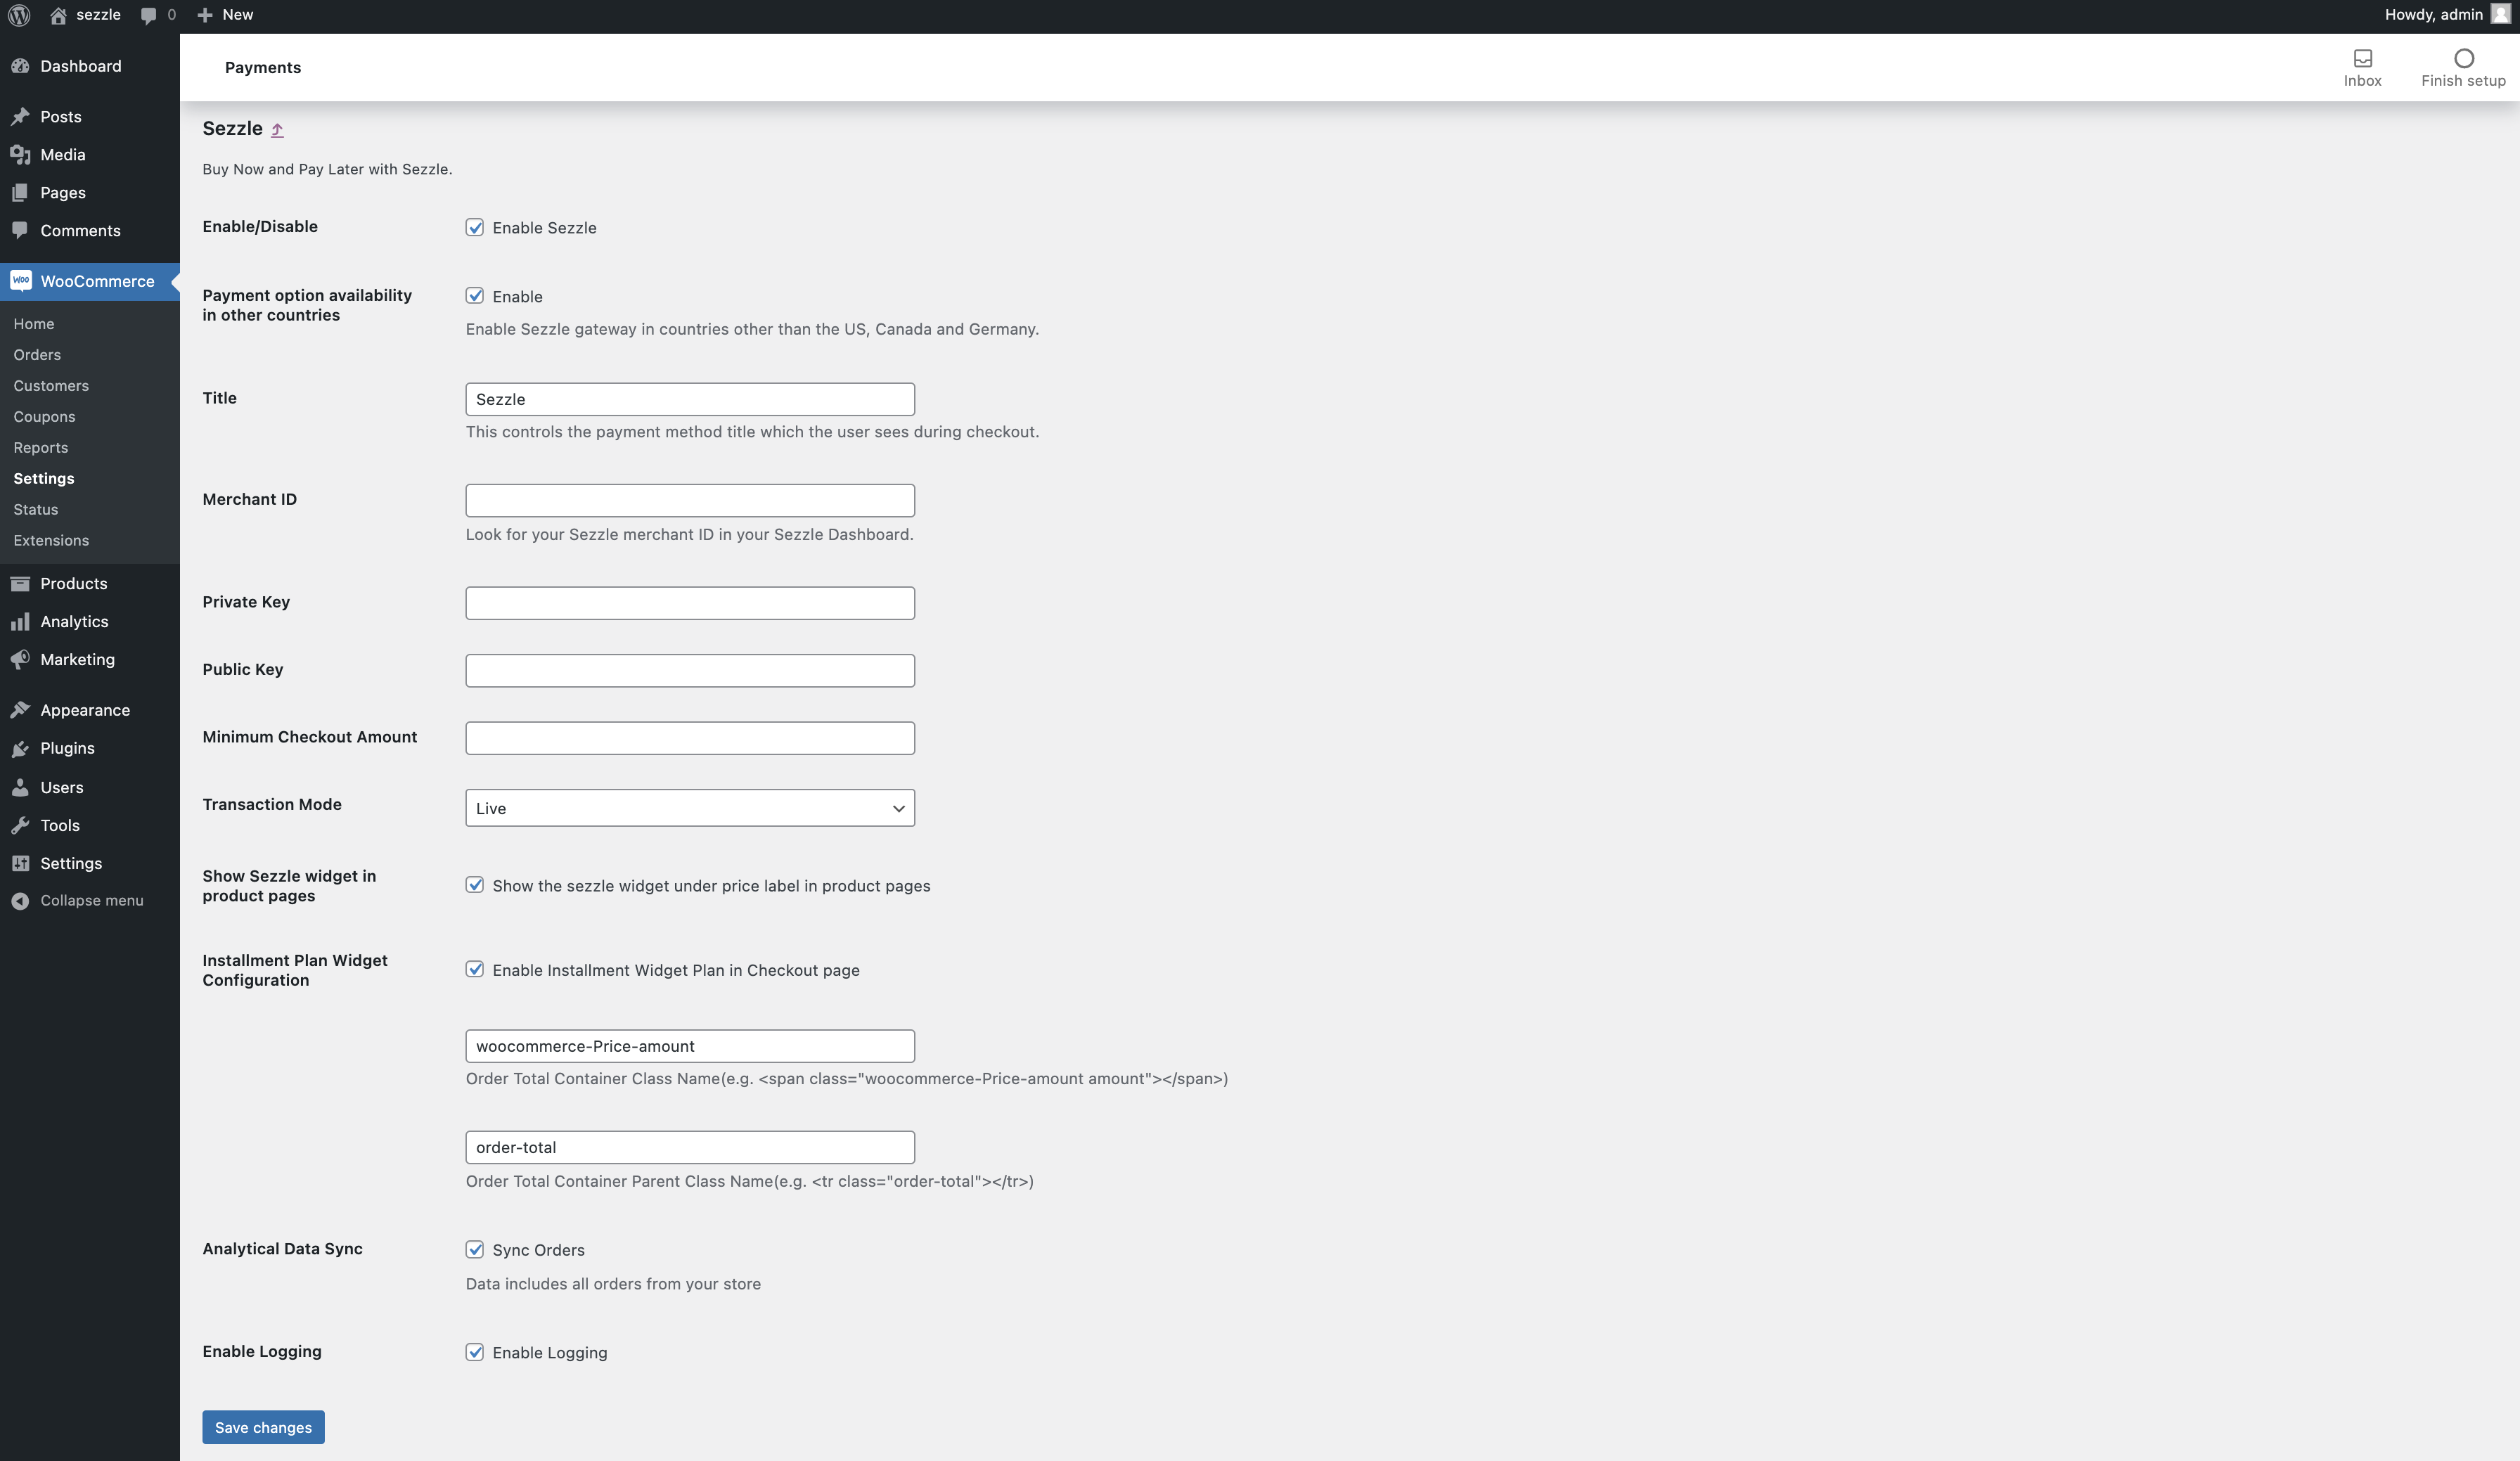 sezzle
0
New
Howdy, admin
Dashboard
Posts
Media
Pages
Comments
Woo
WooCommerce
Home
Orders
Customers
Coupons
Reports
Settings
Status
Extensions
Products
Analytics
Marketing
Appearance
Plugins
Users
Tools
Settings
Collapse menu
Payments
Inbox
Finish setup
Sezzle
Buy Now and Pay Later with Sezzle.
Enable/Disable
Enable Sezzle
Payment option availability
in other countries
Enable
Enable Sezzle gateway in countries other than the US, Canada and Germany.
Title
Sezzle
This controls the payment method title which the user sees during checkout.
Merchant ID
Look for your Sezzle merchant ID in your Sezzle Dashboard.
Private Key
Public Key
Minimum Checkout Amount
Transaction Mode
Live
Show Sezzle widget in
product pages
Show the sezzle widget under price label in product pages
Installment Plan Widget
Configuration
Enable Installment Widget Plan in Checkout page
woocommerce-Price-amount
Order Total Container Class Name(e.g. <span class="woocommerce-Price-amount amount"></span>)
order-total
Order Total Container Parent Class Name(e.g. <tr class="order-total"></tr>)
Analytical Data Sync
Sync Orders
Data includes all orders from your store
Enable Logging
Enable Logging
Save changes